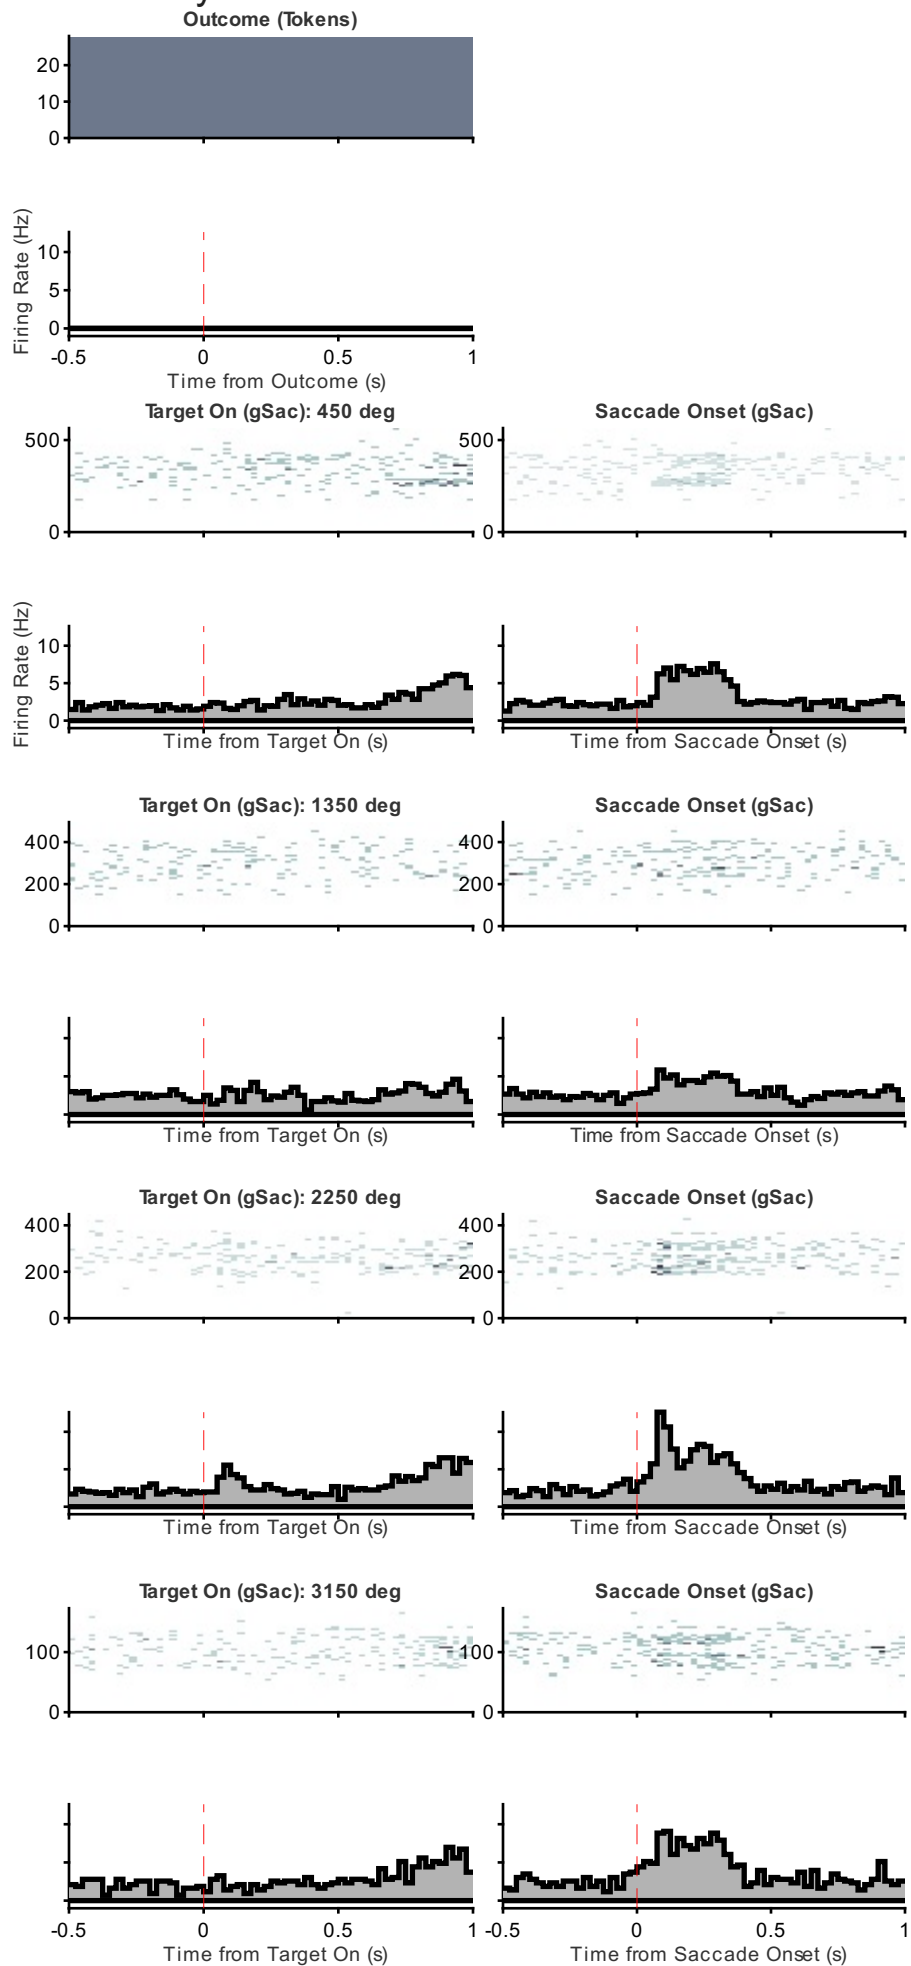 Outcome (Tokens)
20
10
0
Firing Rate (Hz)
10
5
0
-0.5 0 0.5 1
Time from Outcome (s)
Target On (gSac): 450 deg Saccade Onset (gSac)
500 500
0 0
Firing Rate (Hz)
10
5
0
Time from Target On (s) Time from Saccade Onset (s)
Target On (gSac): 1350 deg Saccade Onset (gSac)
400 400
200 200
0 0
Time from Target On (s) Time from Saccade Onset (s)
Target On (gSac): 2250 deg Saccade Onset (gSac)
400 400
200 200
0 0
Time from Target On (s) Time from Saccade Onset (s)
Target On (gSac): 3150 deg Saccade Onset (gSac)
100 100
0 0
-0.5 0 0.5 1 -0.5 0 0.5 1
Time from Target On (s) Time from Saccade Onset (s)